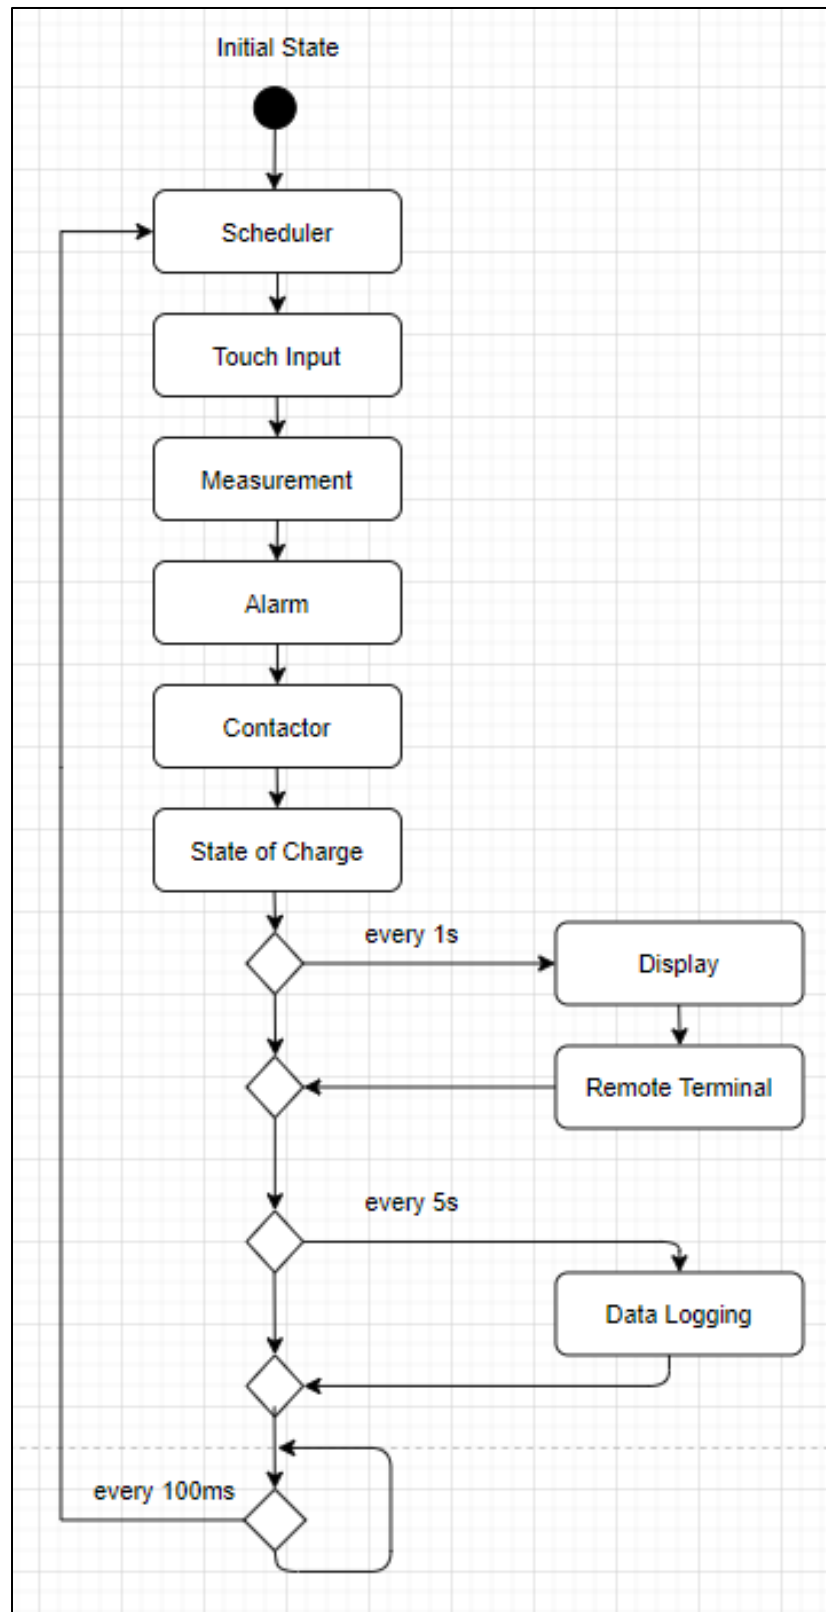 Initial State
Scheduler
Touch Input
Measurement
Alarm
Contactor
State of Charge
every 1s
Display
Remote Terminal
every 5s
Data Logging
every 100ms